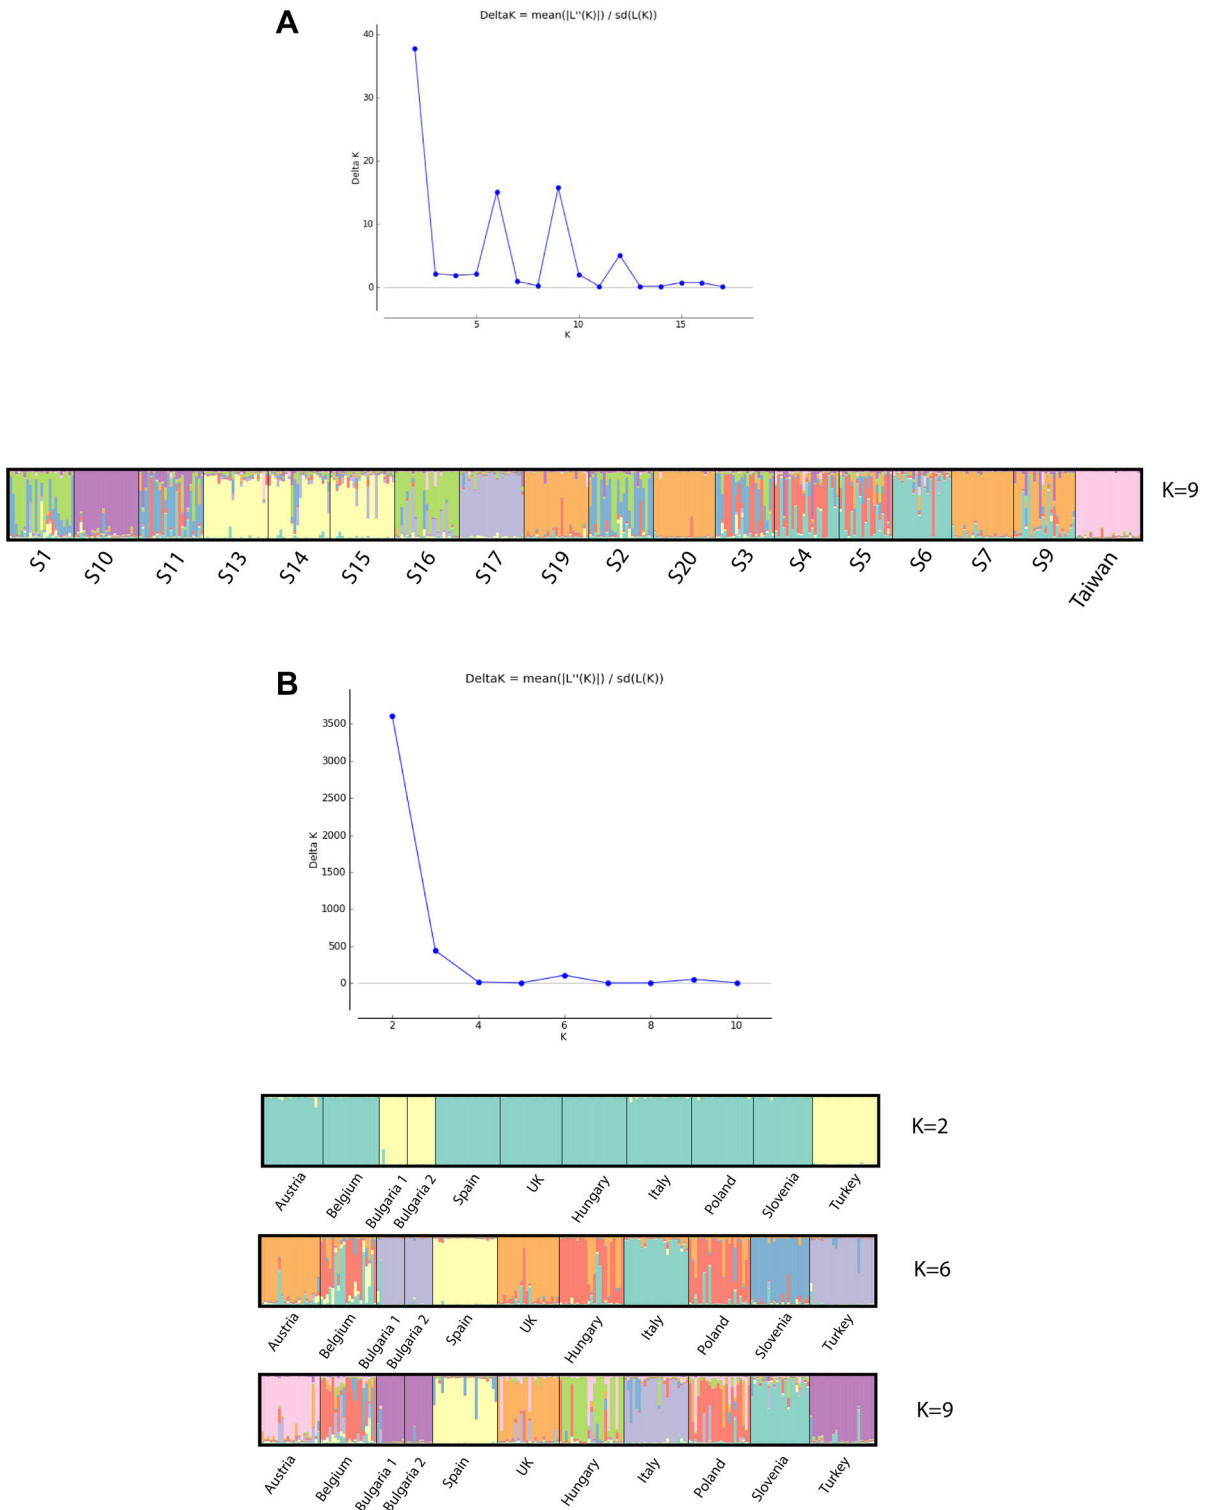 A
DeltaK = mean(|L''(K)|) / sd(L(K))
40
30
20
10
0
Delta K
5 10 15
K
K=9
S1 S10 S11 S13 S14 S15 S16 S17 S19 S2 S20 S3 S4 S5 S6 S7 S9 Taiwan
B
DeltaK = mean(|L''(K)|) / sd(L(K))
3500
3000
2500
2000
1500
1000
500
0
Delta K
2 4 6 8 10
K
K=2
Austria Belgium Bulgaria 1 Bulgaria 2 Spain UK Hungary Italy Poland Slovenia Turkey
K=6
Austria Belgium Bulgaria 1 Bulgaria 2 Spain UK Hungary Italy Poland Slovenia Turkey
K=9
Austria Belgium Bulgaria 1 Bulgaria 2 Spain UK Hungary Italy Poland Slovenia Turkey